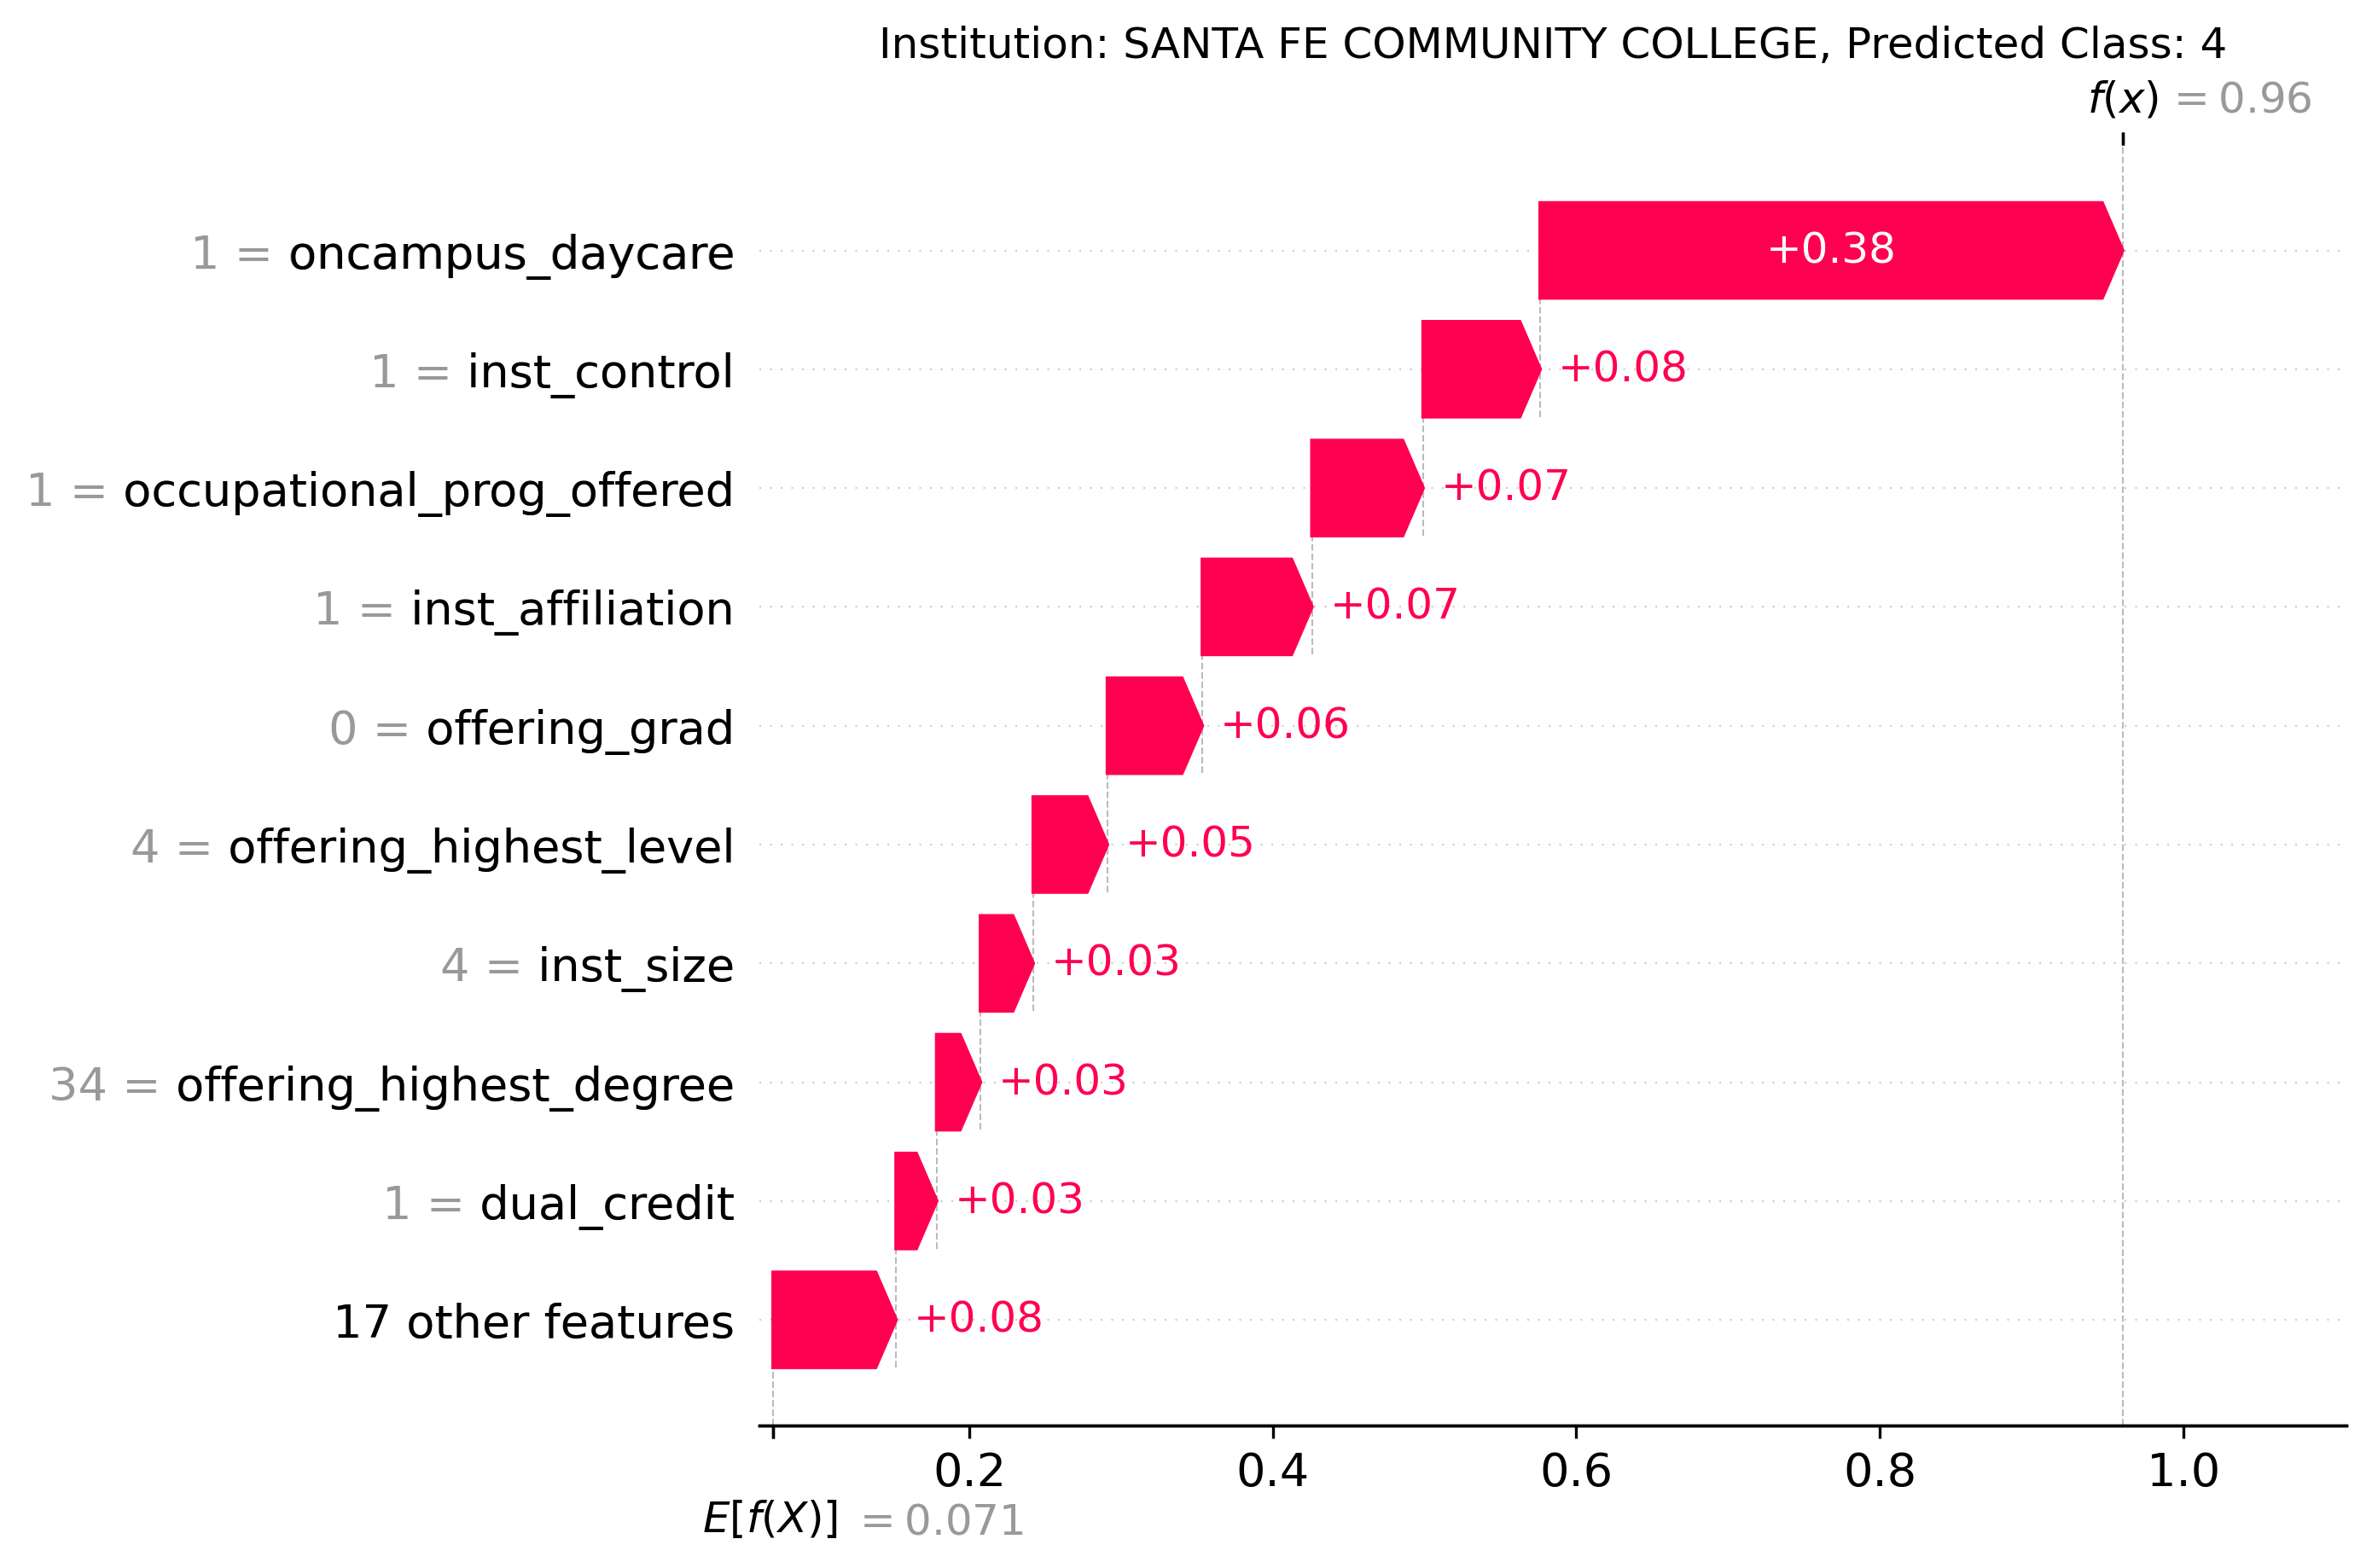 Institution: SANTA FE COMMUNITY COLLEGE, Predicted Class: 4
f(x) = 0.96
1 = oncampus_daycare +0.38
1 = inst_control +0.08
1 = occupational_prog_offered +0.07
1 = inst_affiliation +0.07
0 = offering_grad +0.06
4 = offering_highest_level +0.05
4 = inst_size +0.03
34 = offering_highest_degree +0.03
1 = dual_credit +0.03
17 other features +0.08
0.2 0.4 0.6 0.8 1.0
E[f(X)] = 0.071